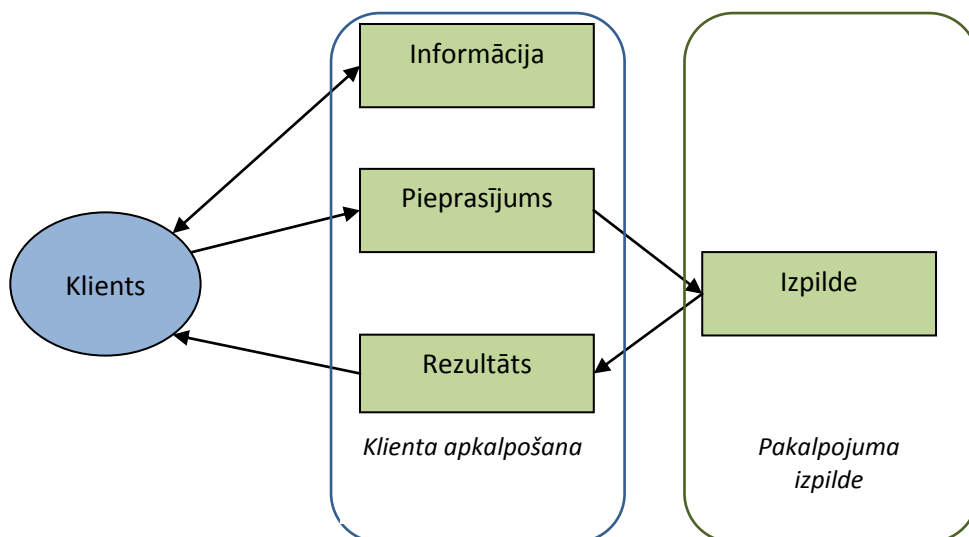 Informācija
Pieprasījums
Klients
Izpilde
Rezultāts
Klienta apkalpošana
Pakalpojuma
izpilde